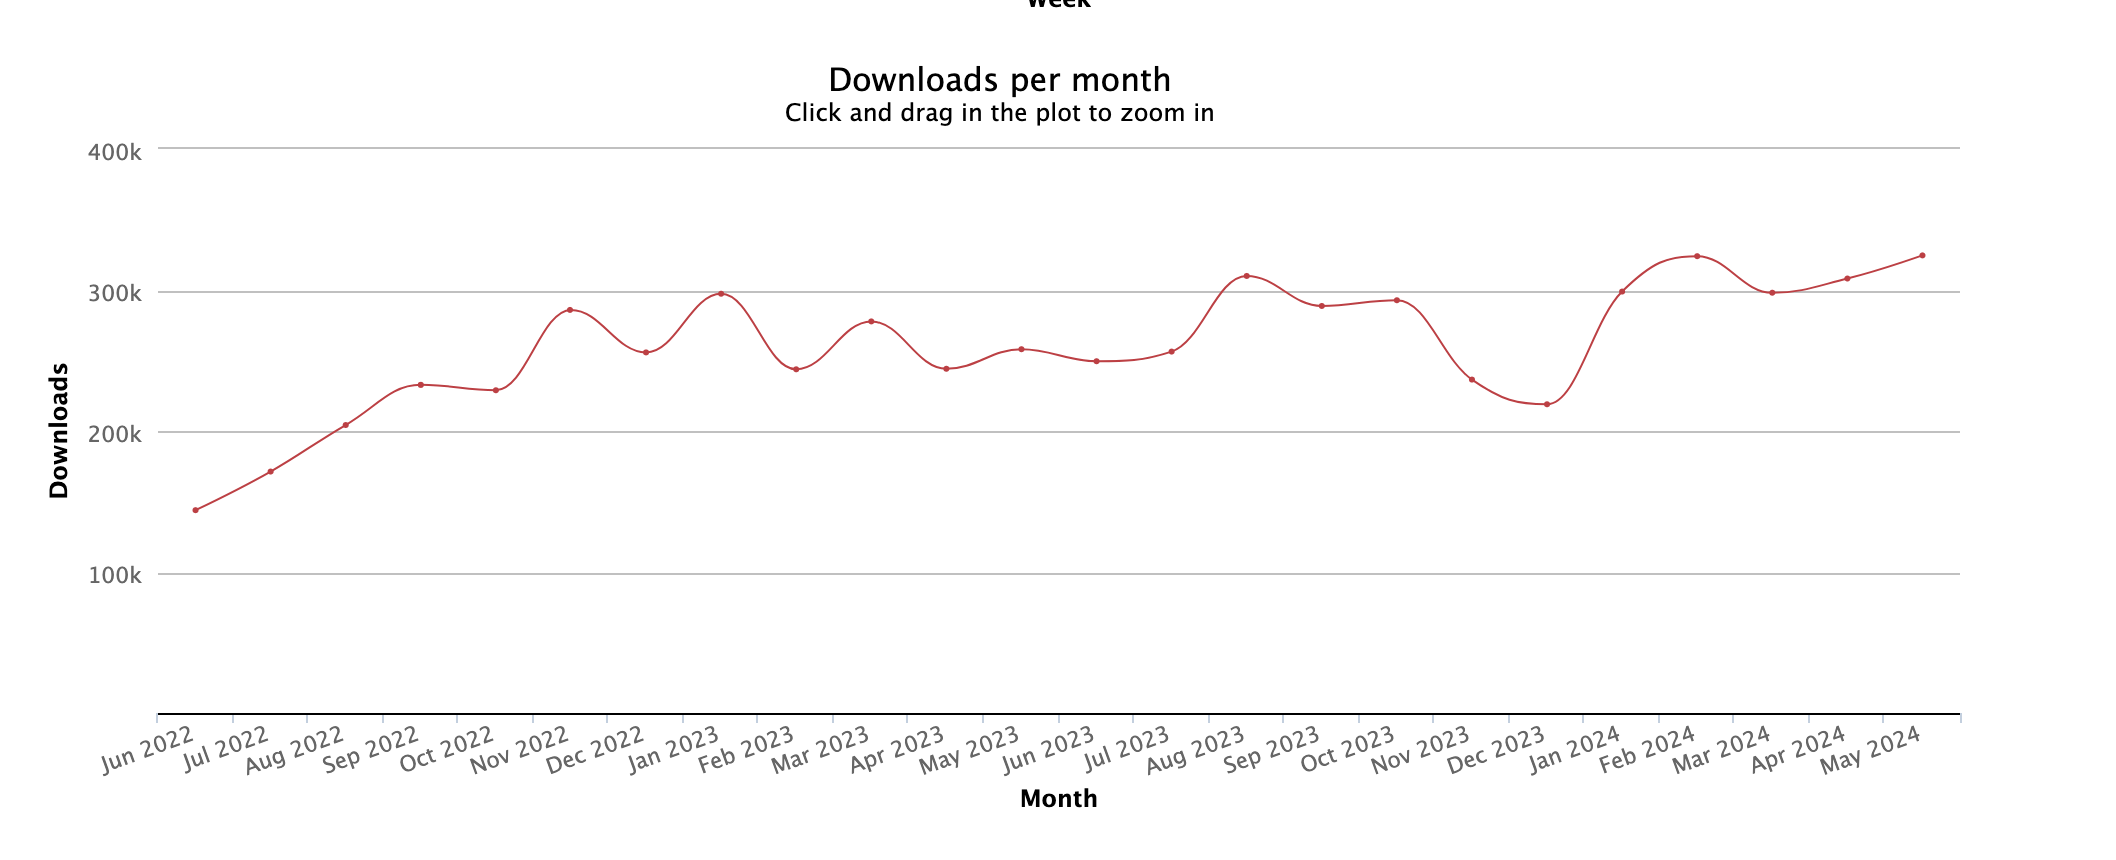 Week
Downloads per month
Click and drag in the plot to zoom in
400k
300k
200k
100k
Downloads
Jun 2022
Jul 2022
Aug 2022
Sep 2022
Oct 2022
Nov 2022
Dec 2022
Jan 2023
Feb 2023
Mar 2023
Apr 2023
May 2023
Jun 2023
Jul 2023
Aug 2023
Sep 2023
Oct 2023
Nov 2023
Dec 2023
Jan 2024
Feb 2024
Mar 2024
Apr 2024
May 2024
Month